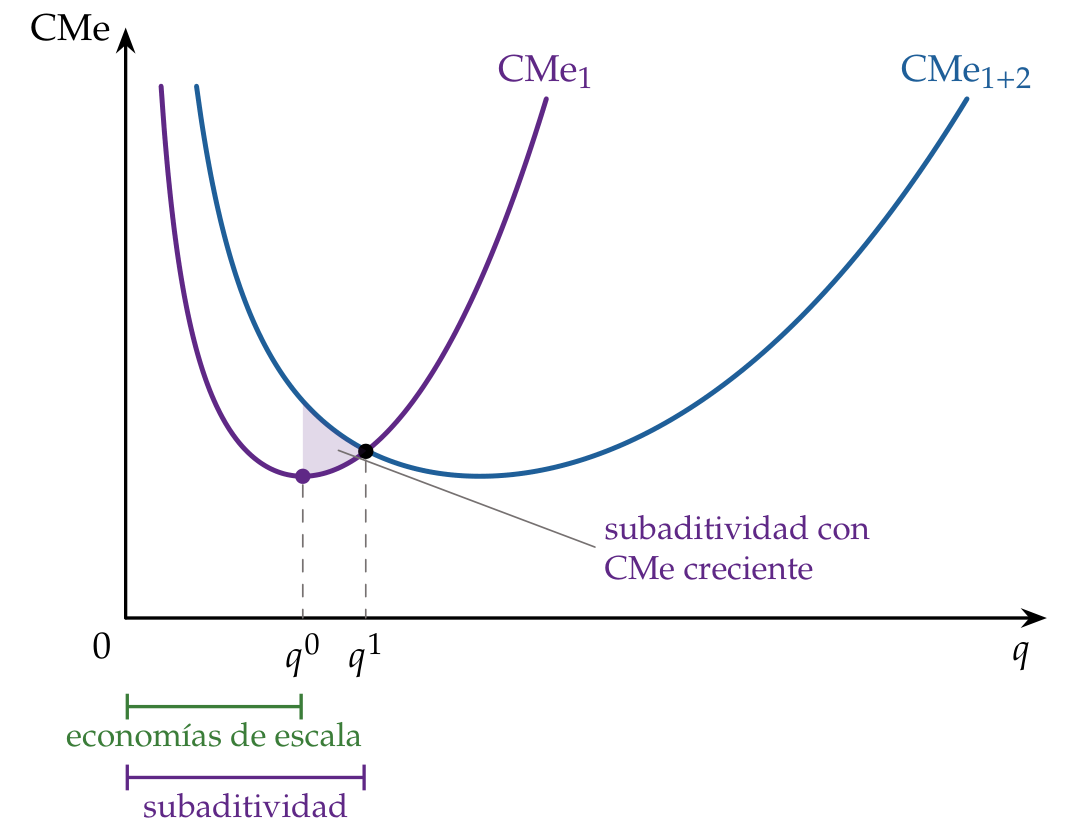 CMe
CMe₁
CMe₁₊₂
subaditividad con
CMe creciente
0
q⁰
q¹
q
economías de escala
subaditividad